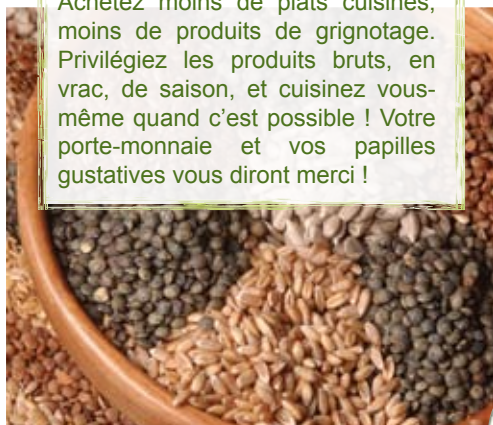 Achetez moins de plats cuisinés,
moins de produits de grignotage.
Privilégiez les produits bruts, en
vrac, de saison, et cuisinez vous-
même quand c’est possible ! Votre
porte-monnaie et vos papilles
gustatives vous diront merci !